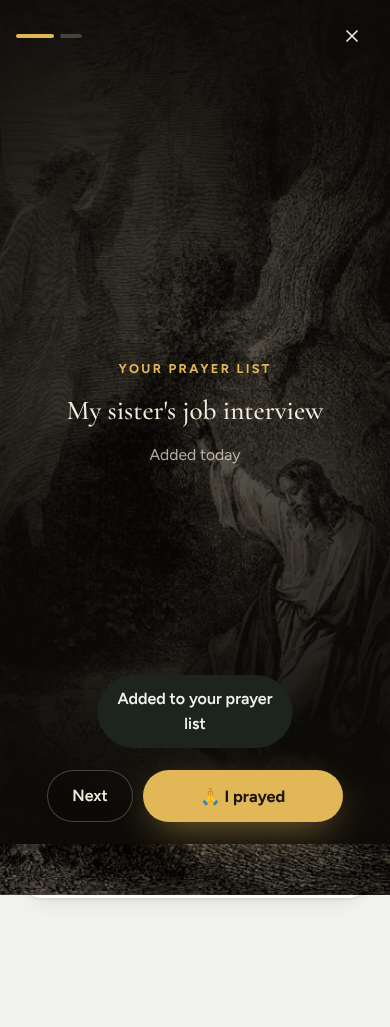 YOUR PRAYER LIST
My sister's job interview
Added today
Added to your prayer
list
Next
🙏 I prayed